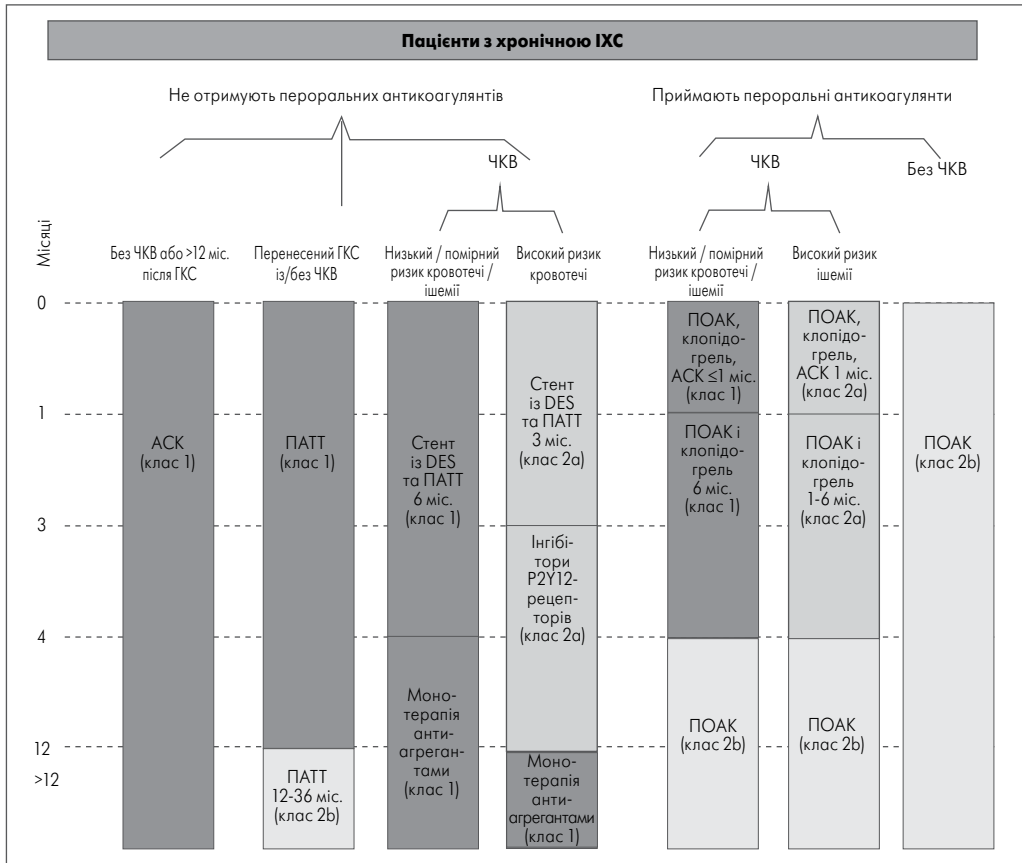 Пацієнти з хронічною ІХС
Не отримують пероральних антикоагулянтів
Приймають пероральні антикоагулянти
ЧКВ
ЧКВ
Без ЧКВ
Місяці
Без ЧКВ або >12 міс.
після ГКС
Перенесений ГКС
із/без ЧКВ
Низький / помірний
ризик кровотечі /
ішемії
Високий ризик
кровотечі
Низький / помірний
ризик кровотечі /
ішемії
Високий ризик
ішемії
0
1
3
4
12
>12
АСК
(клас 1)
ПАТТ
(клас 1)
ПАТТ
12-36 міс.
(клас 2b)
Стент
із DES
та ПАТТ
6 міс.
(клас 1)
Моно-
терапія
анти-
агреган-
тами
(клас 1)
Стент
із DES
та ПАТТ
3 міс.
(клас 2a)
Інгібі-
тори
P2Y12-
рецеп-
торів
(клас 2a)
Моно-
терапія
анти-
агрегантами
(клас 1)
ПОАК,
клопідо-
грель,
АСК ≤1 міс.
(клас 1)
ПОАК і
клопідо-
грель
6 міс.
(клас 1)
ПОАК
(клас 2b)
ПОАК,
клопідо-
грель,
АСК 1 міс.
(клас 2a)
ПОАК і
клопідо-
грель
1-6 міс.
(клас 2a)
ПОАК
(клас 2b)
ПОАК
(клас 2b)